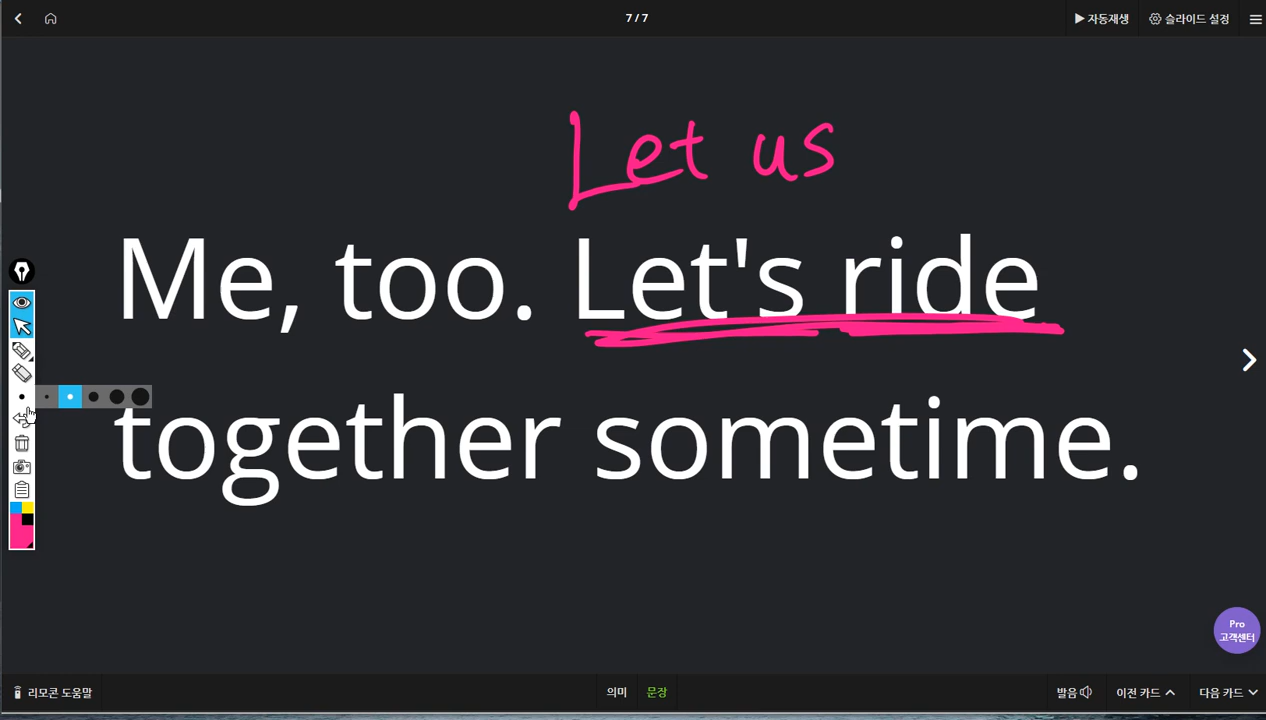 7 / 7
자동재생
슬라이드 설정
Let us
Me, too. Let's ride
together sometime.
Pro
고객센터
리모콘 도움말
의미
문장
발음
이전 카드
다음 카드